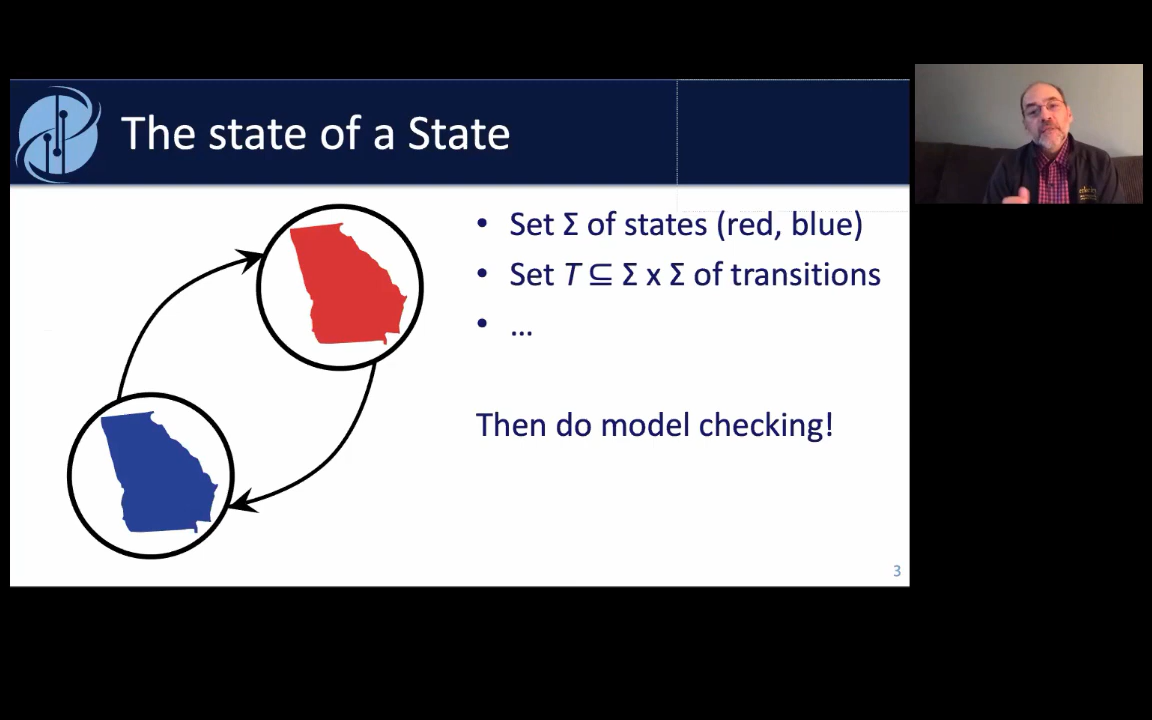 The state of a State
• Set Σ of states (red, blue)
• Set T ⊆ Σ x Σ of transitions
• ...
Then do model checking!
3